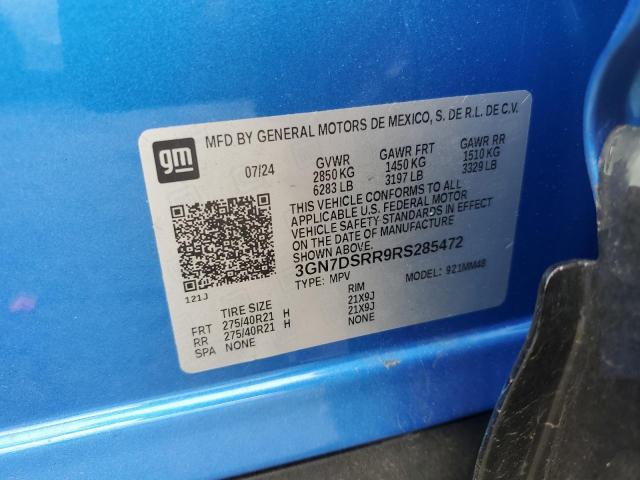 gm
MFD BY GENERAL MOTORS DE MEXICO, S. DE R.L. DE C.V.
07/24 GVWR GAWR FRT GAWR RR
2850 KG 1450 KG 1510 KG
6283 LB 3197 LB 3329 LB
THIS VEHICLE CONFORMS TO ALL
APPLICABLE U.S. FEDERAL MOTOR
VEHICLE SAFETY STANDARDS IN EFFECT
ON THE DATE OF MANUFACTURE
3GN7DSRR9RS285472
TYPE: MPV MODEL: 921MM48
121J
TIRE SIZE RIM
FRT 275/40R21 H 21X9J
RR 275/40R21 H 21X9J
SPA NONE NONE